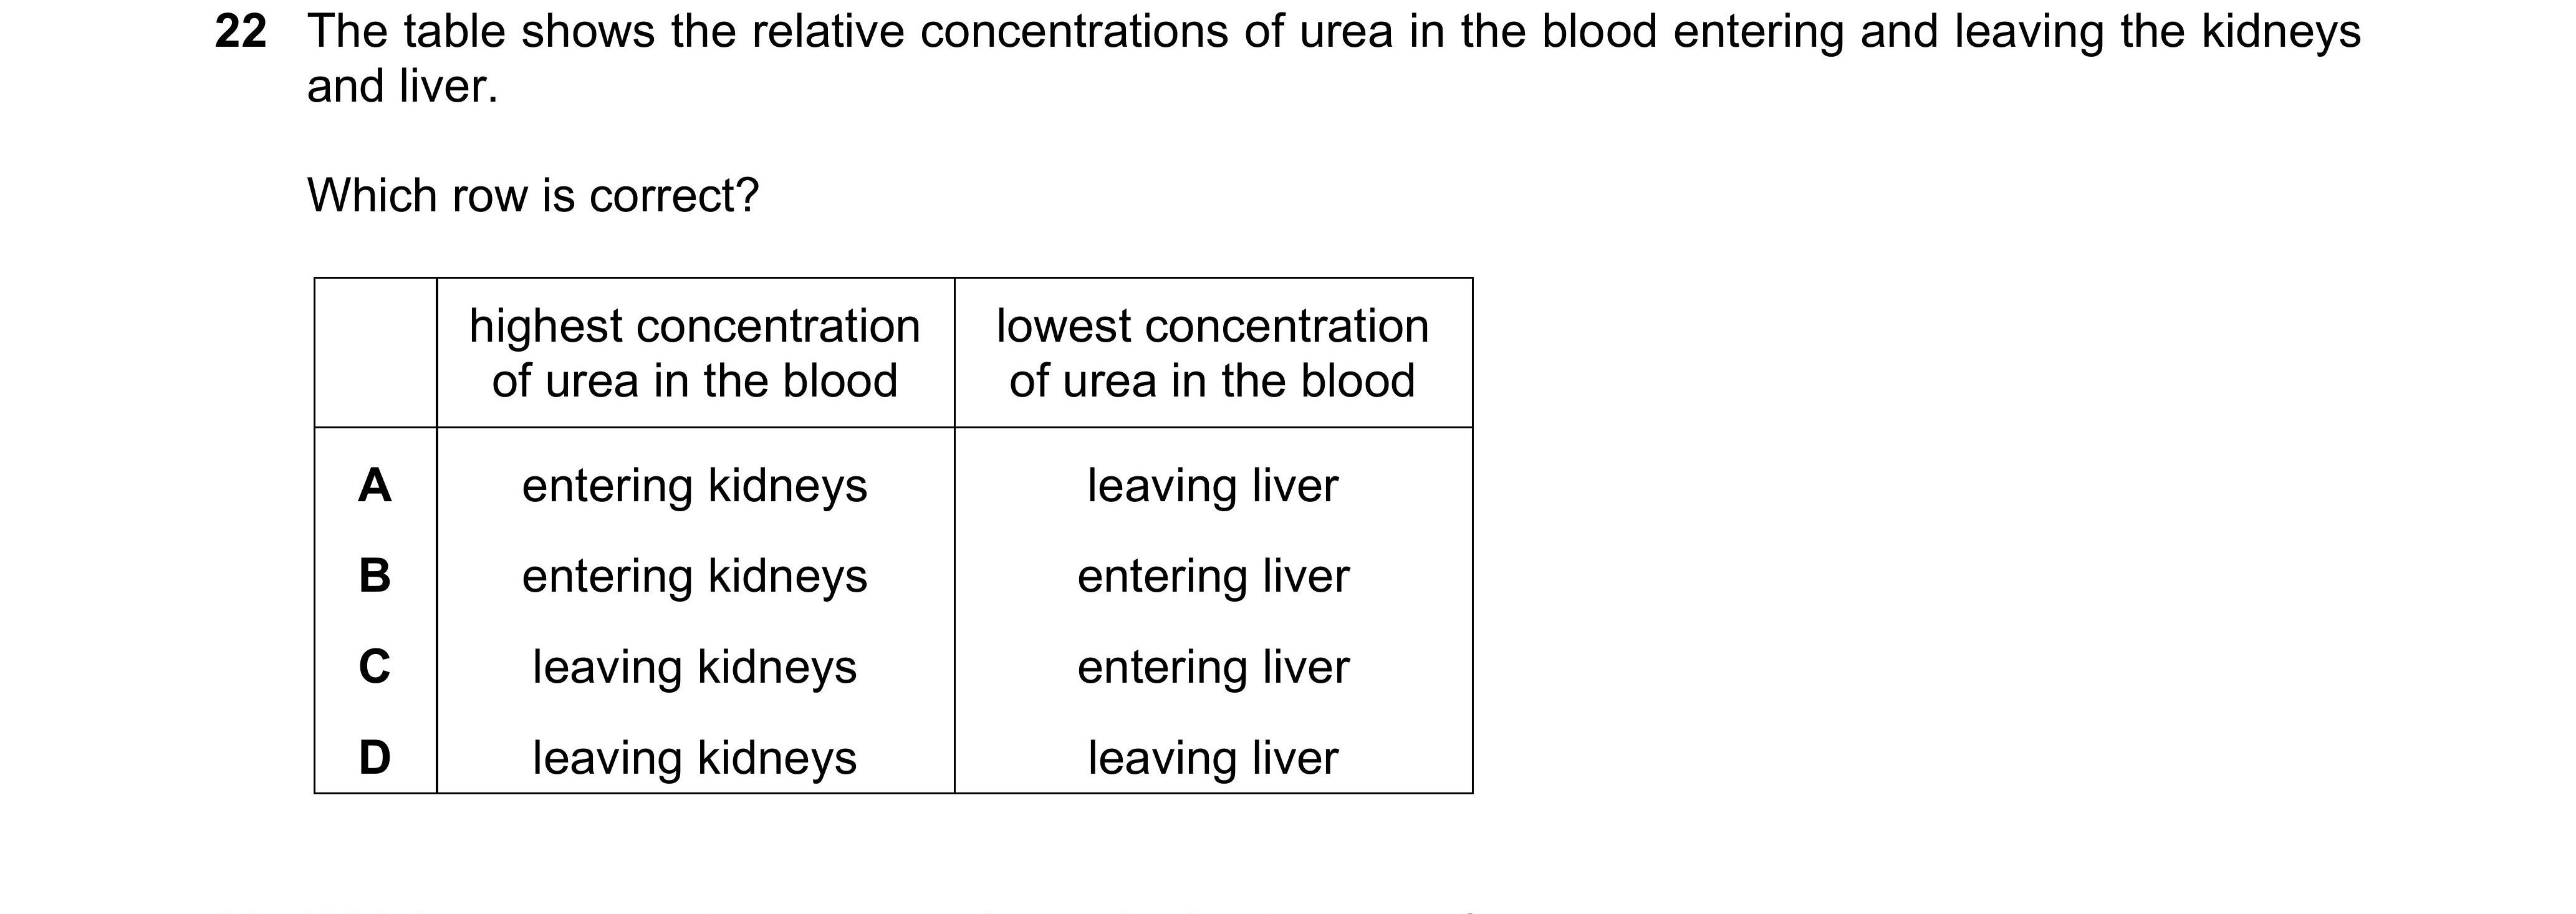 22 The table shows the relative concentrations of urea in the blood entering and leaving the kidneys
and liver.
Which row is correct?
highest concentration of urea in the blood lowest concentration of urea in the blood
A entering kidneys leaving liver
B entering kidneys entering liver
C leaving kidneys entering liver
D leaving kidneys leaving liver